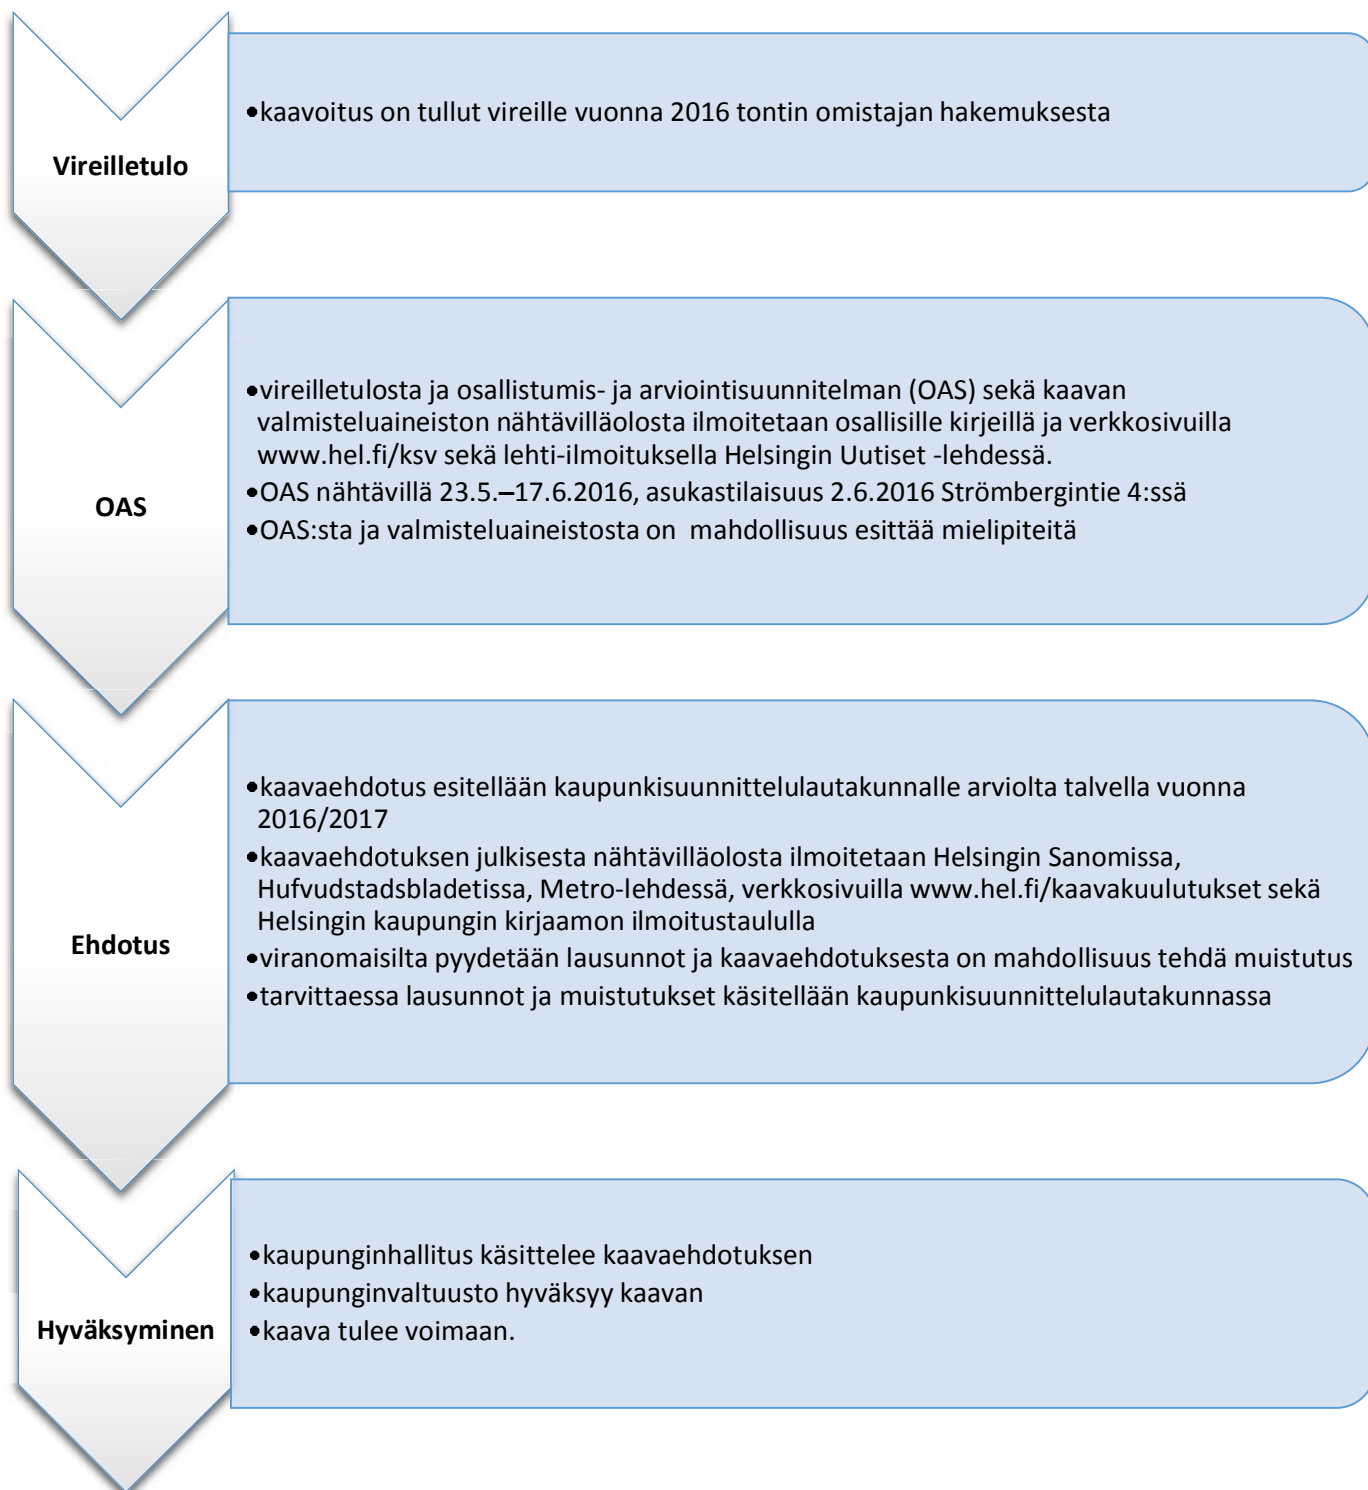 Vireilletulo
•kaavoitus on tullut vireille vuonna 2016 tontin omistajan hakemuksesta
OAS
•vireilletulosta ja osallistumis- ja arviointisuunnitelman (OAS) sekä kaavan
valmisteluaineiston nähtävilläolosta ilmoitetaan osallisille kirjeillä ja verkkosivuilla
www.hel.fi/ksv sekä lehti-ilmoituksella Helsingin Uutiset -lehdessä.
•OAS nähtävillä 23.5.–17.6.2016, asukastilaisuus 2.6.2016 Strömbergintie 4:ssä
•OAS:sta ja valmisteluaineistosta on mahdollisuus esittää mielipiteitä
Ehdotus
•kaavaehdotus esitellään kaupunkisuunnittelulautakunnalle arviolta talvella vuonna
2016/2017
•kaavaehdotuksen julkisesta nähtävilläolosta ilmoitetaan Helsingin Sanomissa,
Hufvudstadsbladetissa, Metro-lehdessä, verkkosivuilla www.hel.fi/kaavakuulutukset sekä
Helsingin kaupungin kirjaamon ilmoitustaululla
•viranomaisilta pyydetään lausunnot ja kaavaehdotuksesta on mahdollisuus tehdä muistutus
•tarvittaessa lausunnot ja muistutukset käsitellään kaupunkisuunnittelulautakunnassa
Hyväksyminen
•kaupunginhallitus käsittelee kaavaehdotuksen
•kaupunginvaltuusto hyväksyy kaavan
•kaava tulee voimaan.